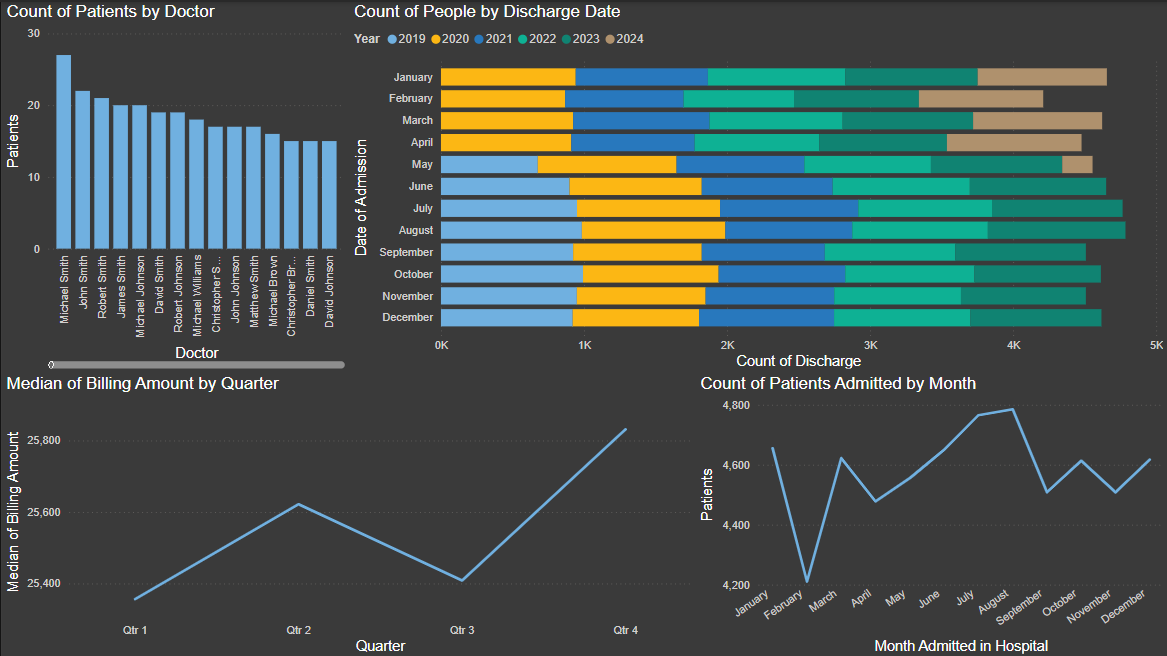 Count of Patients by Doctor
30
20
10
0
Patients
Michael Smith
John Smith
Robert Smith
James Smith
Michael Johnson
David Smith
Robert Johnson
Michael Williams
Christopher S...
John Johnson
Matthew Smith
Michael Brown
Christopher Br...
Daniel Smith
David Johnson
Doctor
Count of People by Discharge Date
Year 2019 2020 2021 2022 2023 2024
Date of Admission
January
February
March
April
May
June
July
August
September
October
November
December
0K 1K 2K 3K 4K 5K
Count of Discharge
Median of Billing Amount by Quarter
Median of Billing Amount
25,800
25,600
25,400
Qtr 1 Qtr 2 Qtr 3 Qtr 4
Quarter
Count of Patients Admitted by Month
Patients
4,800
4,600
4,400
4,200
January
February
March
April
May
June
July
August
September
October
November
December
Month Admitted in Hospital